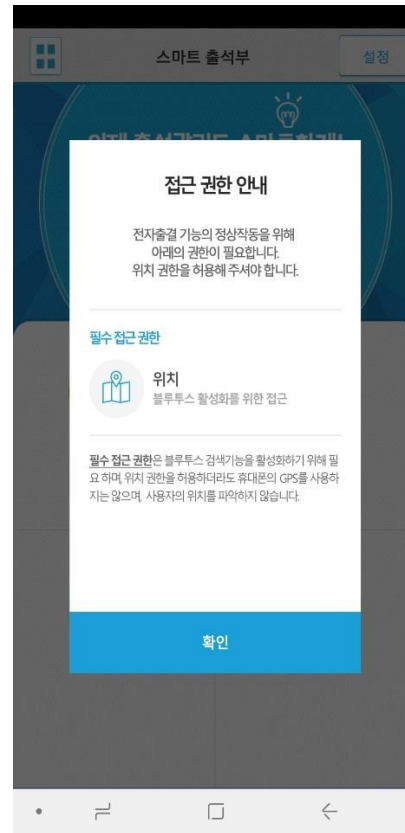 스마트 출석부
설정
접근 권한 안내
전자출결 기능의 정상작동을 위해
아래의 권한이 필요합니다.
위치 권한을 허용해 주셔야 합니다.
필수 접근 권한
위치
블루투스 활성화를 위한 접근
필수 접근 권한은 블루투스 검색기능을 활성화하기 위해 필
요 하며, 위치 권한을 허용하더라도 휴대폰의 GPS를 사용하
지는 않으며, 사용자의 위치를 파악하지 않습니다.
확인